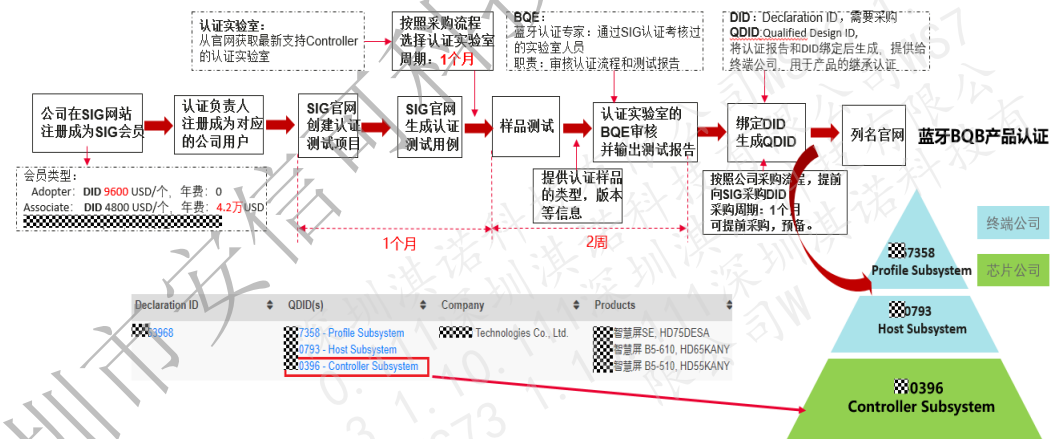 认证实验室：
从官网获取最新支持Controller
的认证实验室
按照采购流程
选择认证实验室
周期：1个月
BQE：
蓝牙认证专家：通过SIG认证考核过
的实验室人员
职责：审核认证流程和测试报告
DID：Declaration ID，需要采购
QDID:Qualified Design ID,
将认证报告和DID绑定后生成，提供给
终端公司，用于产品的继承认证
公司在SIG网站
注册成为SIG会员
认证负责人
注册成为对应
的公司用户
SIG官网
创建认证
测试项目
SIG官网
生成认证
测试用例
样品测试
认证实验室的
BQE审核
并输出测试报告
绑定DID
生成QDID
列名官网
蓝牙BQB产品认证
会员类型：
Adopter：DID 9600 USD/个，年费：0
Associate：DID 4800 USD/个，年费：4.2万USD
提供认证样品
的类型，版本
等信息
按照公司采购流程，提前
向SIG采购DID
采购周期：1个月
可提前采购，预备。
1个月
2周
终端公司
芯片公司
7358
Profile Subsystem
0793
Host Subsystem
0396
Controller Subsystem
Declaration ID QDID(s) Company Products
3968 7358 - Profile Subsystem Technologies Co., Ltd. 智慧屏SE, HD75DESA
0793 - Host Subsystem 智慧屏 B5-610, HD65KANY
0396 - Controller Subsystem 智慧屏 B5-510, HD55KANY